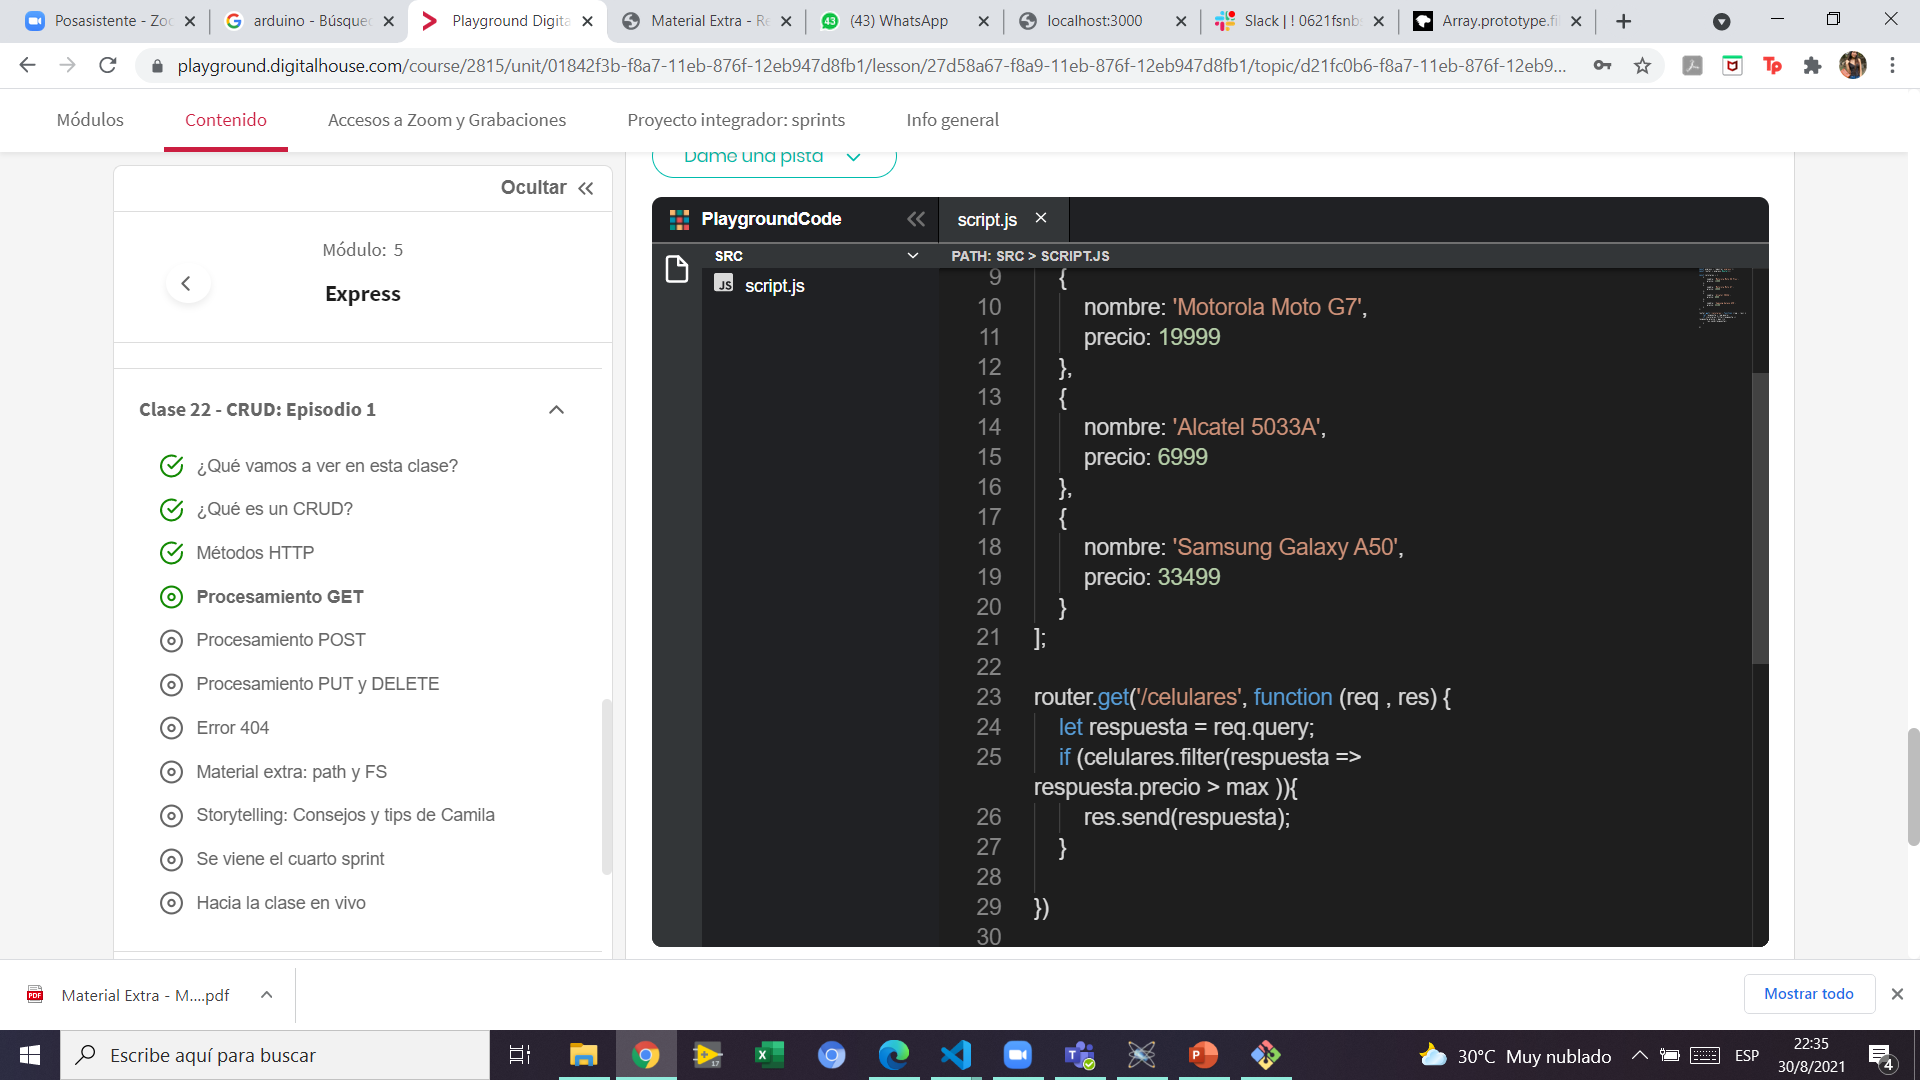 Posasistente - Zoo
arduino - Búsqued
Playground Digita
Material Extra - Re
(43) WhatsApp
localhost:3000
Slack | ! 0621fsnb
Array.prototype.fi
playground.digitalhouse.com/course/2815/unit/01842f3b-f8a7-11eb-876f-12eb947d8fb1/lesson/27d58a67-f8a9-11eb-876f-12eb947d8fb1/topic/d21fc0b6-f8a7-11eb-876f-12eb9...
Módulos
Contenido
Accesos a Zoom y Grabaciones
Proyecto integrador: sprints
Info general
Ocultar
Módulo: 5
Express
Clase 22 - CRUD: Episodio 1
¿Qué vamos a ver en esta clase?
¿Qué es un CRUD?
Métodos HTTP
Procesamiento GET
Procesamiento POST
Procesamiento PUT y DELETE
Error 404
Material extra: path y FS
Storytelling: Consejos y tips de Camila
Se viene el cuarto sprint
Hacia la clase en vivo
Dame una pista
PlaygroundCode
script.js
SRC
PATH: SRC > SCRIPT.JS
JS script.js
9 {
10 nombre: 'Motorola Moto G7',
11 precio: 19999
12 },
13 {
14 nombre: 'Alcatel 5033A',
15 precio: 6999
16 },
17 {
18 nombre: 'Samsung Galaxy A50',
19 precio: 33499
20 }
21 ];
22
23 router.get('/celulares', function (req , res) {
24 let respuesta = req.query;
25 if (celulares.filter(respuesta =>
respuesta.precio > max )){
26 res.send(respuesta);
27 }
28
29 })
30
PDF Material Extra - M....pdf
Mostrar todo
Escribe aquí para buscar
30°C Muy nublado
ESP
22:35
30/8/2021
4